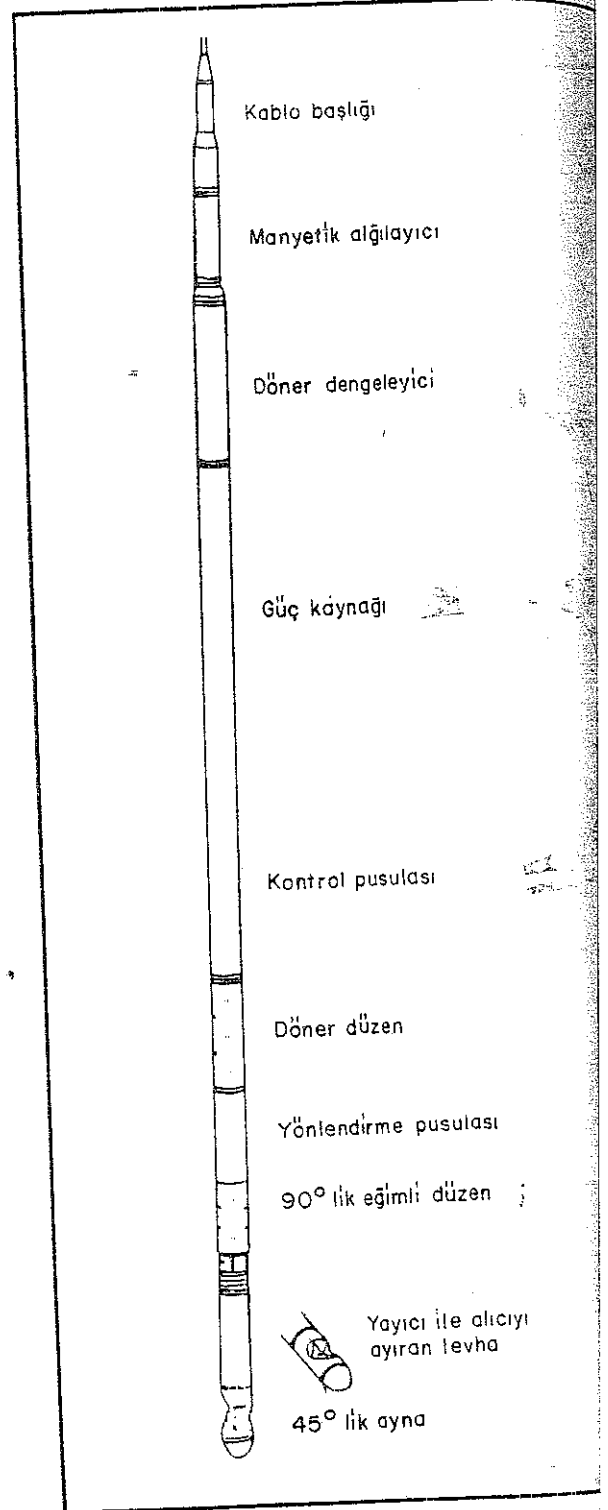 Kablo başlığı
Manyetik alğılayıcı
Döner dengeleyici
Güç kaynağı
Kontrol pusulası
Döner düzen
Yönlendirme pusulası
90° lik eğimli düzen
Yayıcı ile alıcıyı
ayıran levha
45° lik ayna